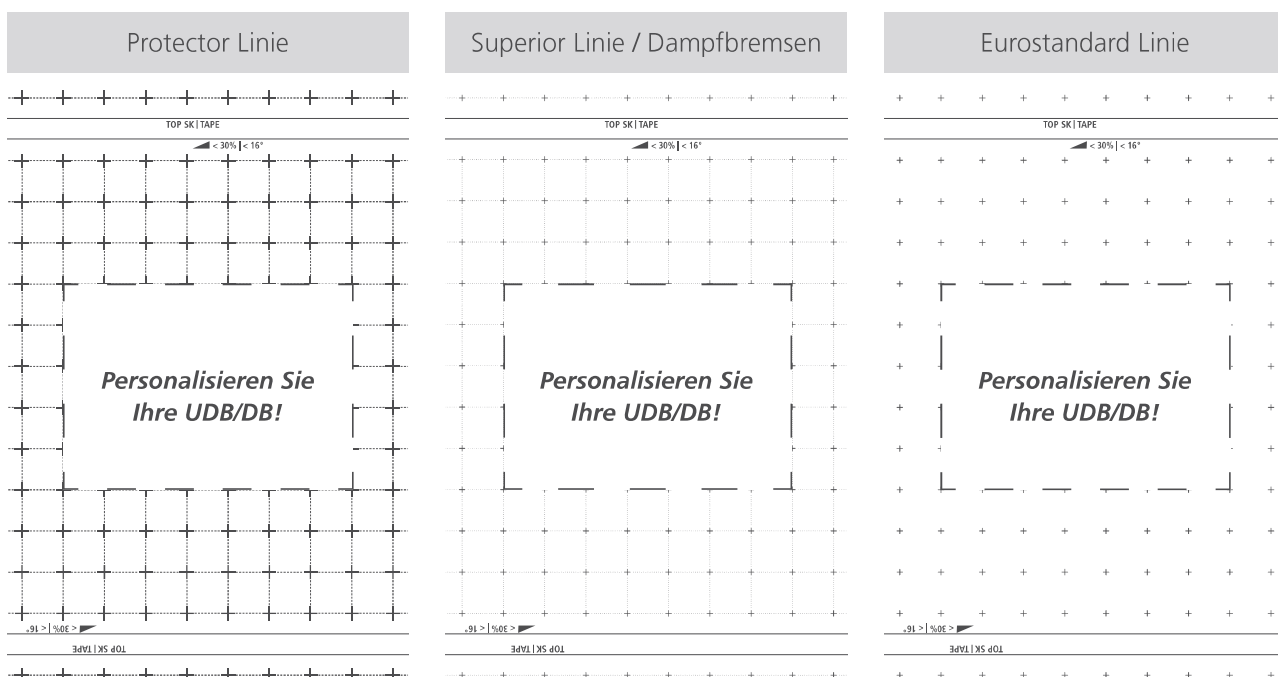 Protector Linie
TOP SK | TAPE
< 30% | < 16°
Personalisieren Sie
Ihre UDB/DB!
< 30% | < 16°
TOP SK | TAPE
Superior Linie / Dampfbremsen
TOP SK | TAPE
< 30% | < 16°
Personalisieren Sie
Ihre UDB/DB!
< 30% | < 16°
TOP SK | TAPE
Eurostandard Linie
TOP SK | TAPE
< 30% | < 16°
Personalisieren Sie
Ihre UDB/DB!
< 30% | < 16°
TOP SK | TAPE